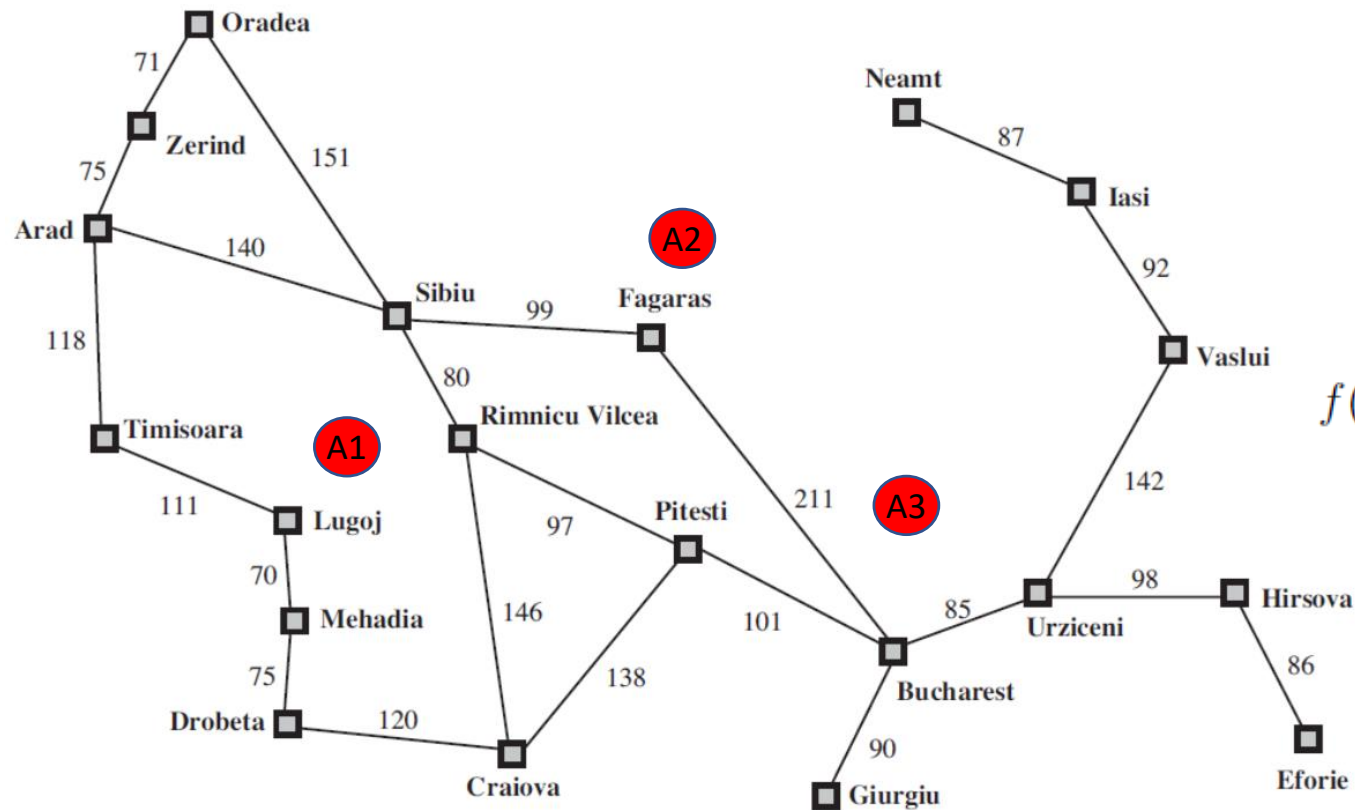 Oradea
71
Neamt
87
Zerind
151
75
Iasi
Arad
140
A2
92
Sibiu
Fagaras
99
118
Vaslui
80
f(
Timisoara
A1
Rimnicu Vilcea
142
111
211
A3
Lugoj
97
Pitesti
70
98
Hirsova
Mehadia
146
101
85
Urziceni
75
138
86
Bucharest
Drobeta
120
90
Craiova
Giurgiu
Eforie